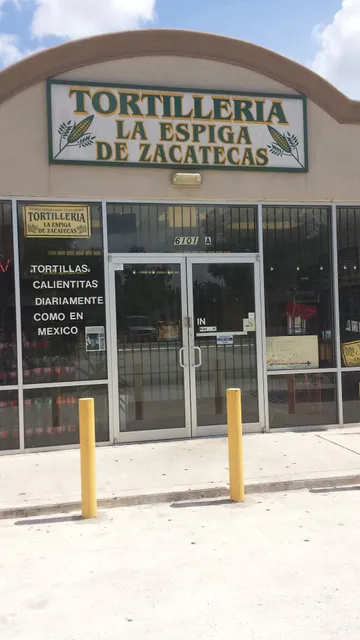 TORTILLERIA
LA ESPIGA
DE ZACATECAS
TORTILLERIA
LA ESPIGA
DE ZACATECAS
6101 A
TORTILLAS.
CALIENTITAS
DIARIAMENTE
COMO EN
MEXICO
IN